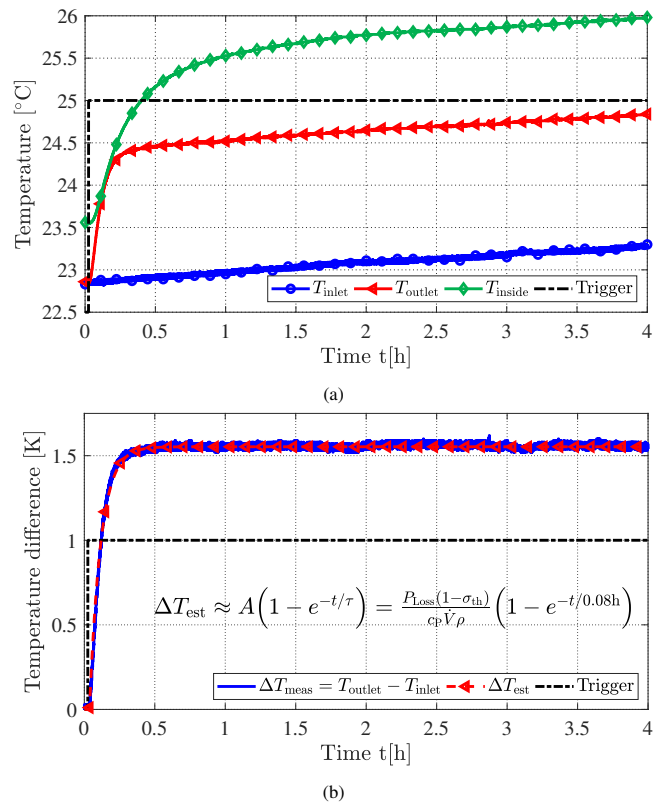 26
25.5
25
24.5
24
23.5
23
22.5
Temperature [°C]
T_inlet T_outlet T_inside Trigger
0 0.5 1 1.5 2 2.5 3 3.5 4
Time t[h]
(a)
1.5
1
0.5
0
Temperature difference [K]
ΔT_est ≈ A(1 − e^{−t/τ}) = \frac{P_Loss(1−σ_th)}{c_P V̇ρ}(1 − e^{−t/0.08h})
ΔT_meas = T_outlet − T_inlet ΔT_est Trigger
0 0.5 1 1.5 2 2.5 3 3.5 4
Time t[h]
(b)